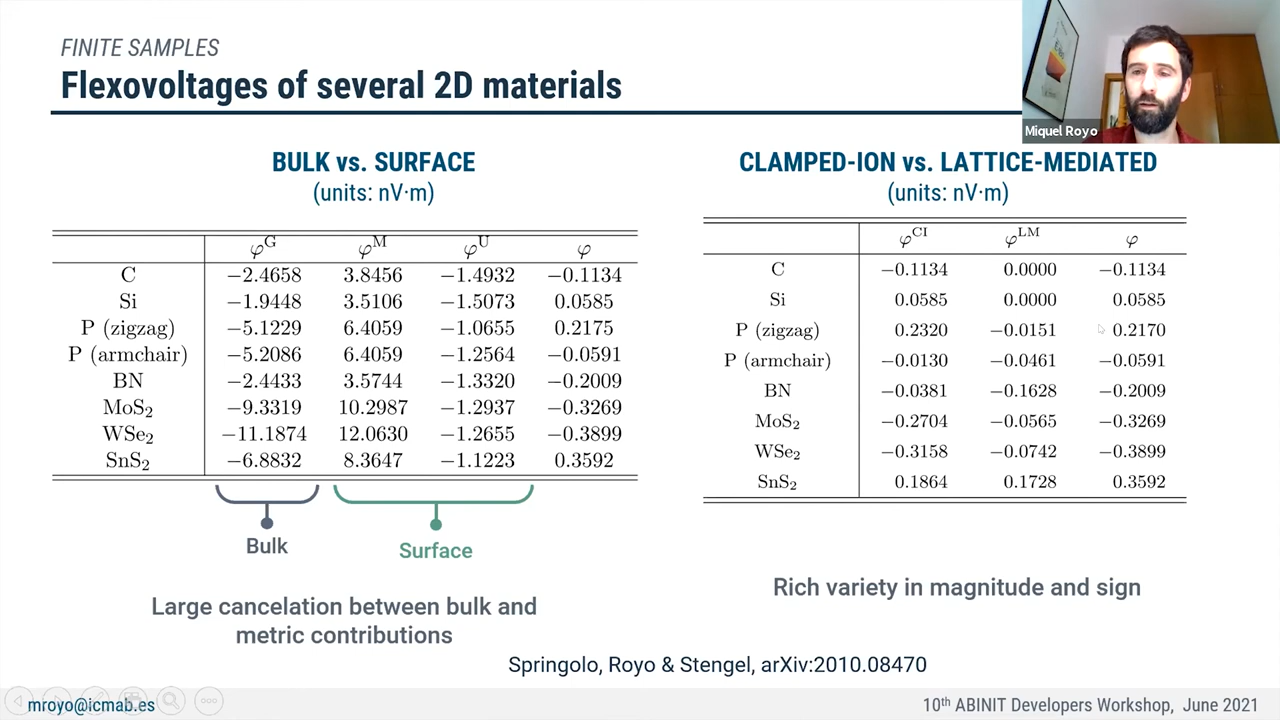 FINITE SAMPLES
Flexovoltages of several 2D materials
Miquel Royo
BULK vs. SURFACE
(units: nV·m)
φᴳ φᴹ φᵁ φ
C −2.4658 3.8456 −1.4932 −0.1134
Si −1.9448 3.5106 −1.5073 0.0585
P (zigzag) −5.1229 6.4059 −1.0655 0.2175
P (armchair) −5.2086 6.4059 −1.2564 −0.0591
BN −2.4433 3.5744 −1.3320 −0.2009
MoS₂ −9.3319 10.2987 −1.2937 −0.3269
WSe₂ −11.1874 12.0630 −1.2655 −0.3899
SnS₂ −6.8832 8.3647 −1.1223 0.3592
Bulk
Surface
Large cancelation between bulk and
metric contributions
CLAMPED-ION vs. LATTICE-MEDIATED
(units: nV·m)
φCI φLM φ
C −0.1134 0.0000 −0.1134
Si 0.0585 0.0000 0.0585
P (zigzag) 0.2320 −0.0151 0.2170
P (armchair) −0.0130 −0.0461 −0.0591
BN −0.0381 −0.1628 −0.2009
MoS₂ −0.2704 −0.0565 −0.3269
WSe₂ −0.3158 −0.0742 −0.3899
SnS₂ 0.1864 0.1728 0.3592
Rich variety in magnitude and sign
Springolo, Royo & Stengel, arXiv:2010.08470
mroyo@icmab.es
10th ABINIT Developers Workshop, June 2021